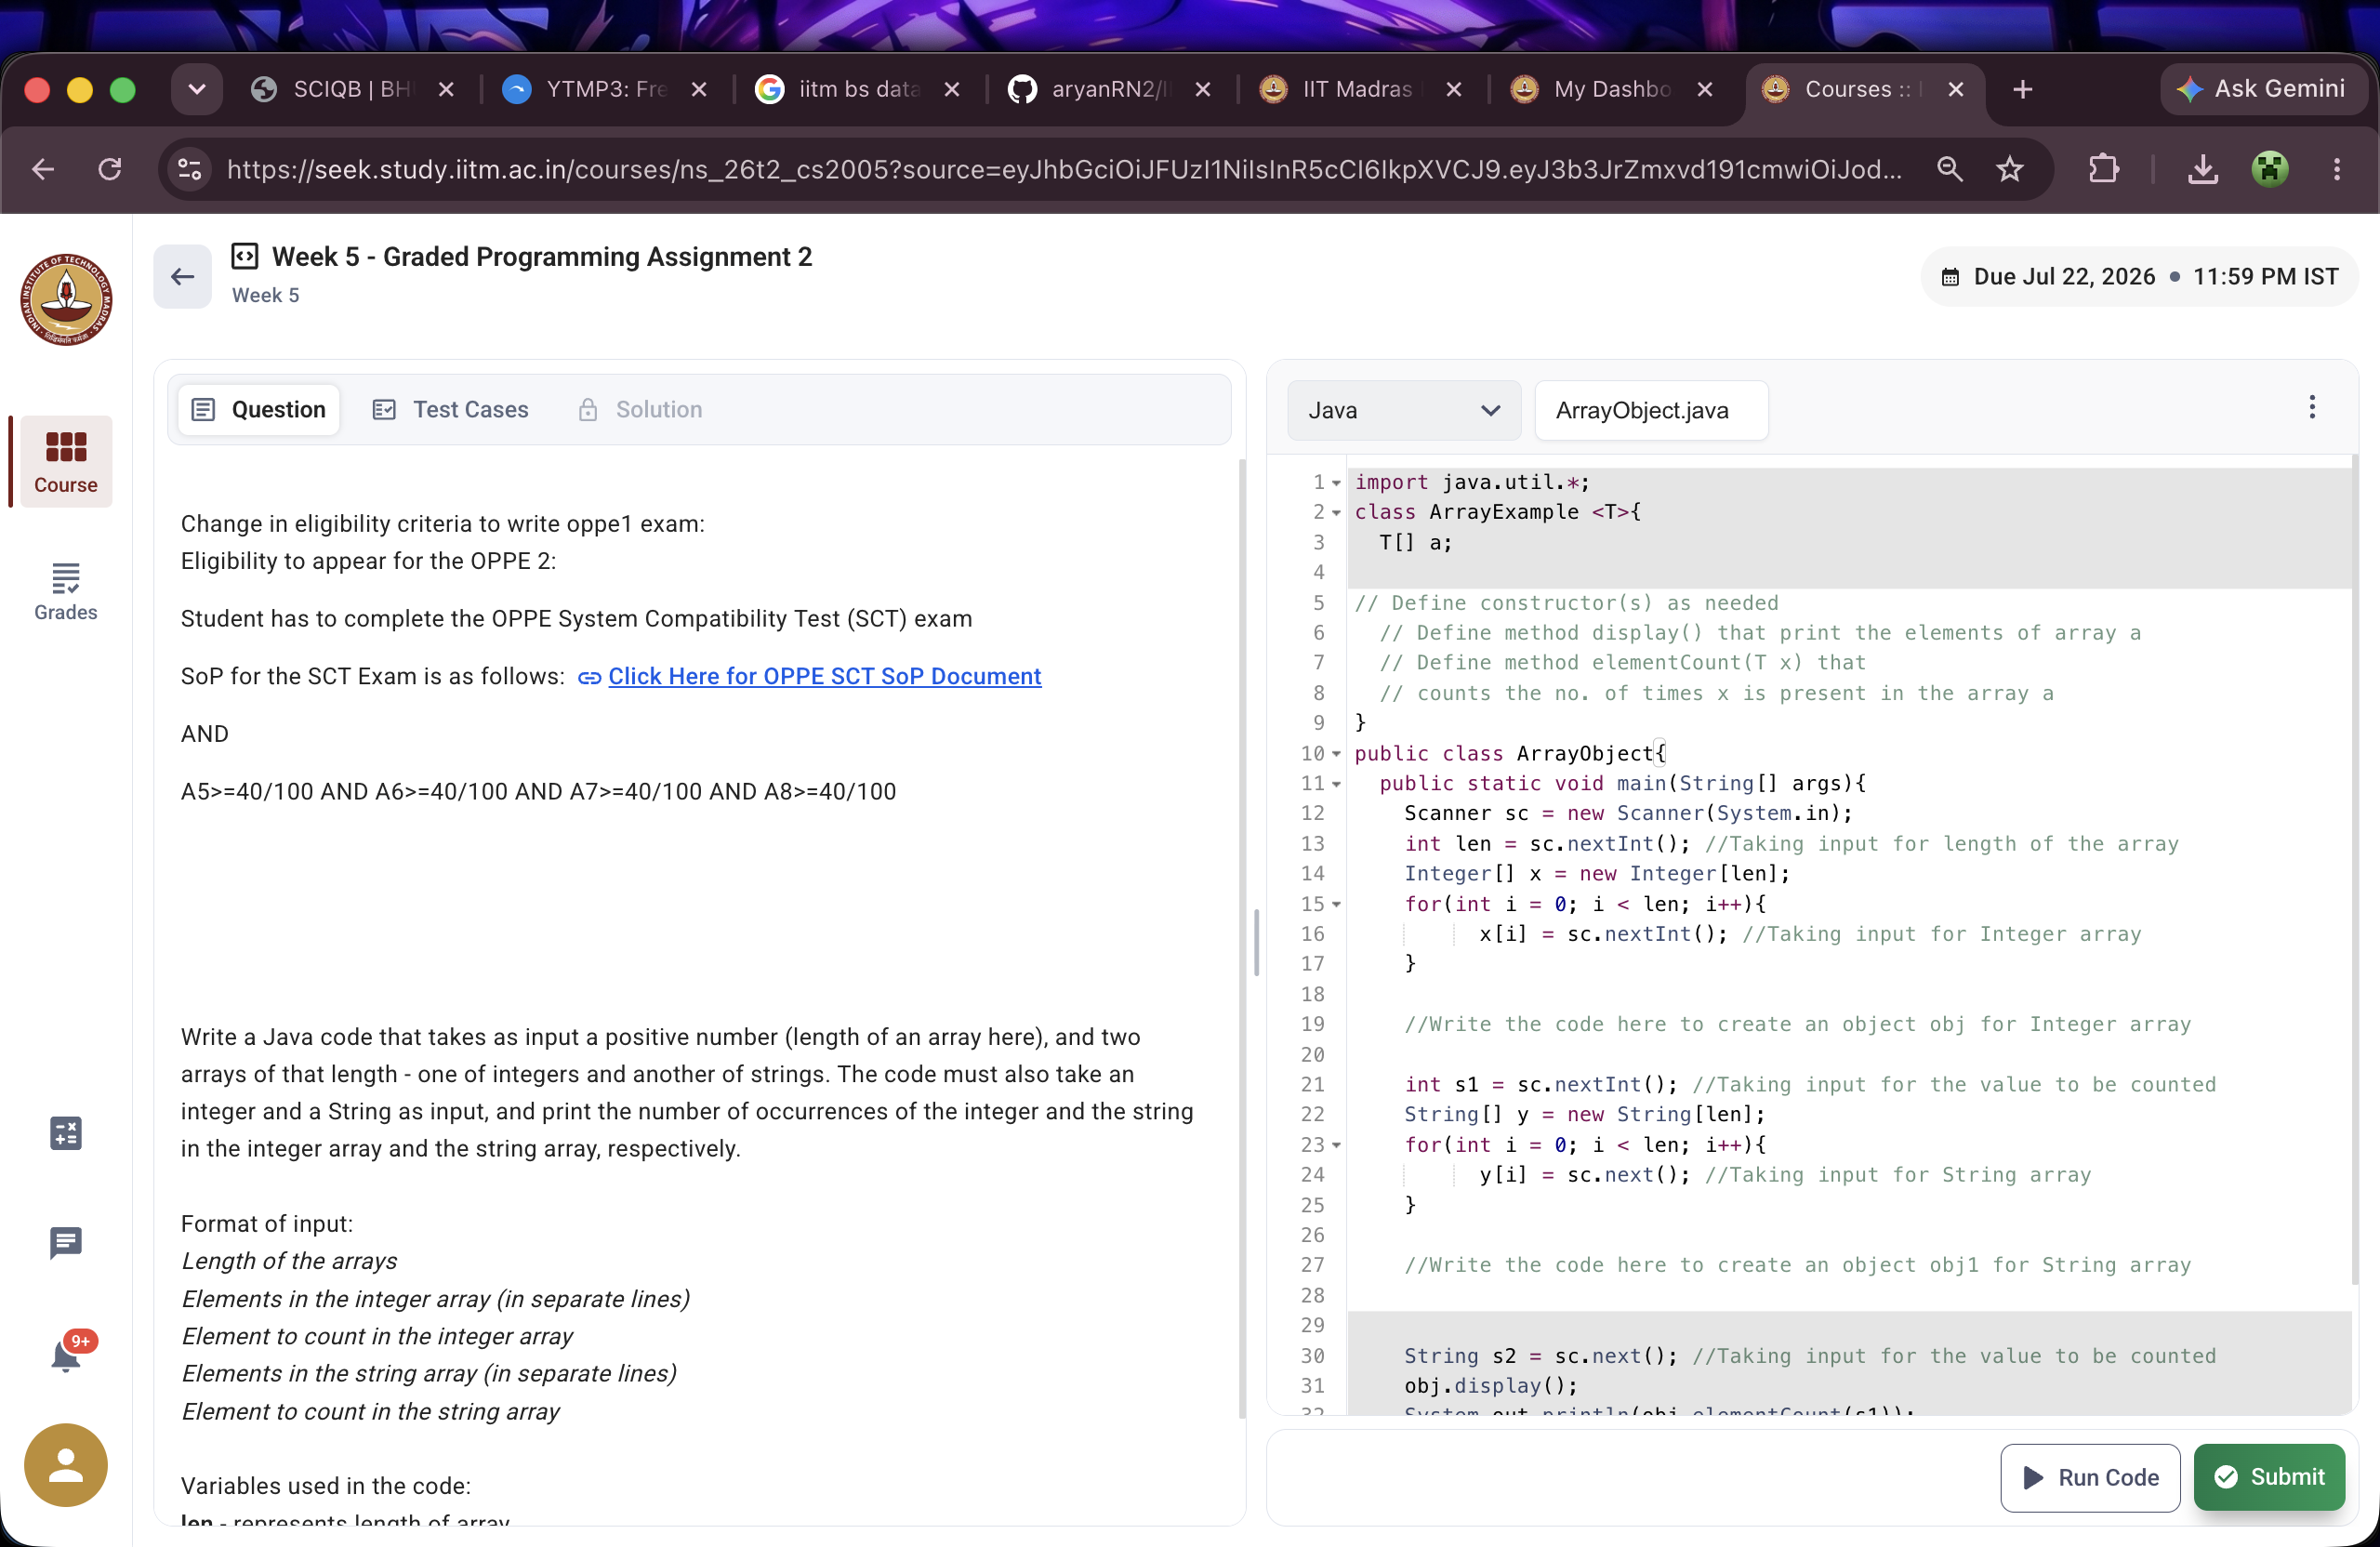 SCIQB | BH
YTMP3: Fre
iitm bs data
aryanRN2/I
IIT Madras
My Dashbo
Courses ::
Ask Gemini
https://seek.study.iitm.ac.in/courses/ns_26t2_cs2005?source=eyJhbGciOiJFUzI1NiIsInR5cCI6IkpXVCJ9.eyJ3b3JrZmxvd191cmwiOiJod...
Week 5 - Graded Programming Assignment 2
Week 5
Due Jul 22, 2026 • 11:59 PM IST
Course
Grades
9+
Question
Test Cases
Solution
Change in eligibility criteria to write oppe1 exam:
Eligibility to appear for the OPPE 2:
Student has to complete the OPPE System Compatibility Test (SCT) exam
SoP for the SCT Exam is as follows: Click Here for OPPE SCT SoP Document
AND
A5>=40/100 AND A6>=40/100 AND A7>=40/100 AND A8>=40/100
Write a Java code that takes as input a positive number (length of an array here), and two
arrays of that length - one of integers and another of strings. The code must also take an
integer and a String as input, and print the number of occurrences of the integer and the string
in the integer array and the string array, respectively.
Format of input:
Length of the arrays
Elements in the integer array (in separate lines)
Element to count in the integer array
Elements in the string array (in separate lines)
Element to count in the string array
Variables used in the code:
len - represents length of array
Java
ArrayObject.java
1 import java.util.*;
2 class ArrayExample <T>{
3 T[] a;
4
5 // Define constructor(s) as needed
6 // Define method display() that print the elements of array a
7 // Define method elementCount(T x) that
8 // counts the no. of times x is present in the array a
9 }
10 public class ArrayObject{
11 public static void main(String[] args){
12 Scanner sc = new Scanner(System.in);
13 int len = sc.nextInt(); //Taking input for length of the array
14 Integer[] x = new Integer[len];
15 for(int i = 0; i < len; i++){
16 x[i] = sc.nextInt(); //Taking input for Integer array
17 }
18
19 //Write the code here to create an object obj for Integer array
20
21 int s1 = sc.nextInt(); //Taking input for the value to be counted
22 String[] y = new String[len];
23 for(int i = 0; i < len; i++){
24 y[i] = sc.next(); //Taking input for String array
25 }
26
27 //Write the code here to create an object obj1 for String array
28
29
30 String s2 = sc.next(); //Taking input for the value to be counted
31 obj.display();
32 System.out.println(obj.elementCount(s1));
Run Code
Submit